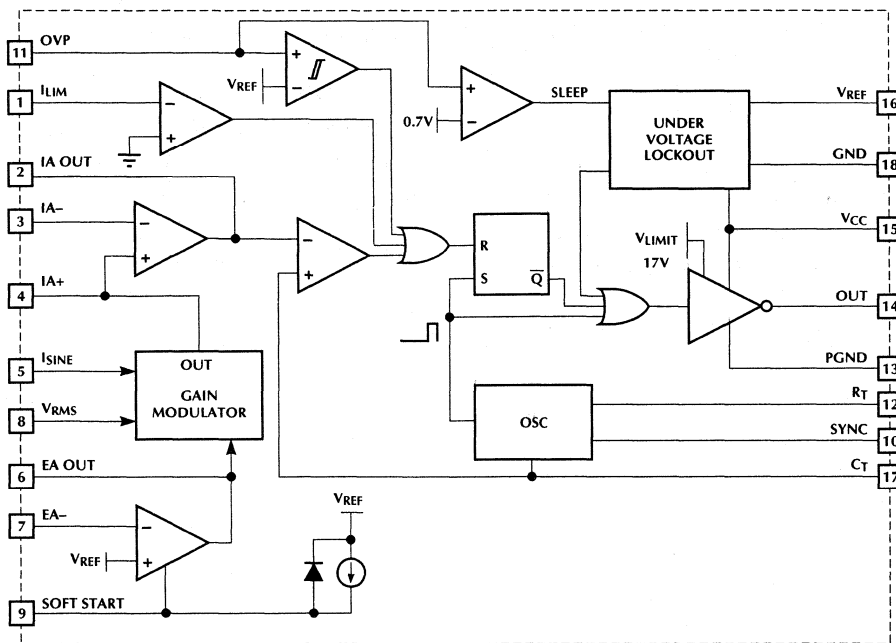 11 OVP
1 ILIM
2 IA OUT
3 IA–
4 IA+
5 ISINE
8 VRMS
6 EA OUT
7 EA–
9 SOFT START
+
VREF
–
–
+
+
0.7V
–
SLEEP
UNDER
VOLTAGE
LOCKOUT
VREF 16
GND 18
VCC 15
–
+
–
+
R
S
Q
VLIMIT
17V
OUT 14
PGND 13
OUT
GAIN
MODULATOR
OSC
RT 12
SYNC 10
CT 17
–
VREF
+
VREF